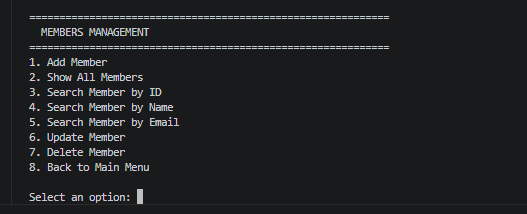 ============================================================
MEMBERS MANAGEMENT
============================================================
1. Add Member
2. Show All Members
3. Search Member by ID
4. Search Member by Name
5. Search Member by Email
6. Update Member
7. Delete Member
8. Back to Main Menu
Select an option: